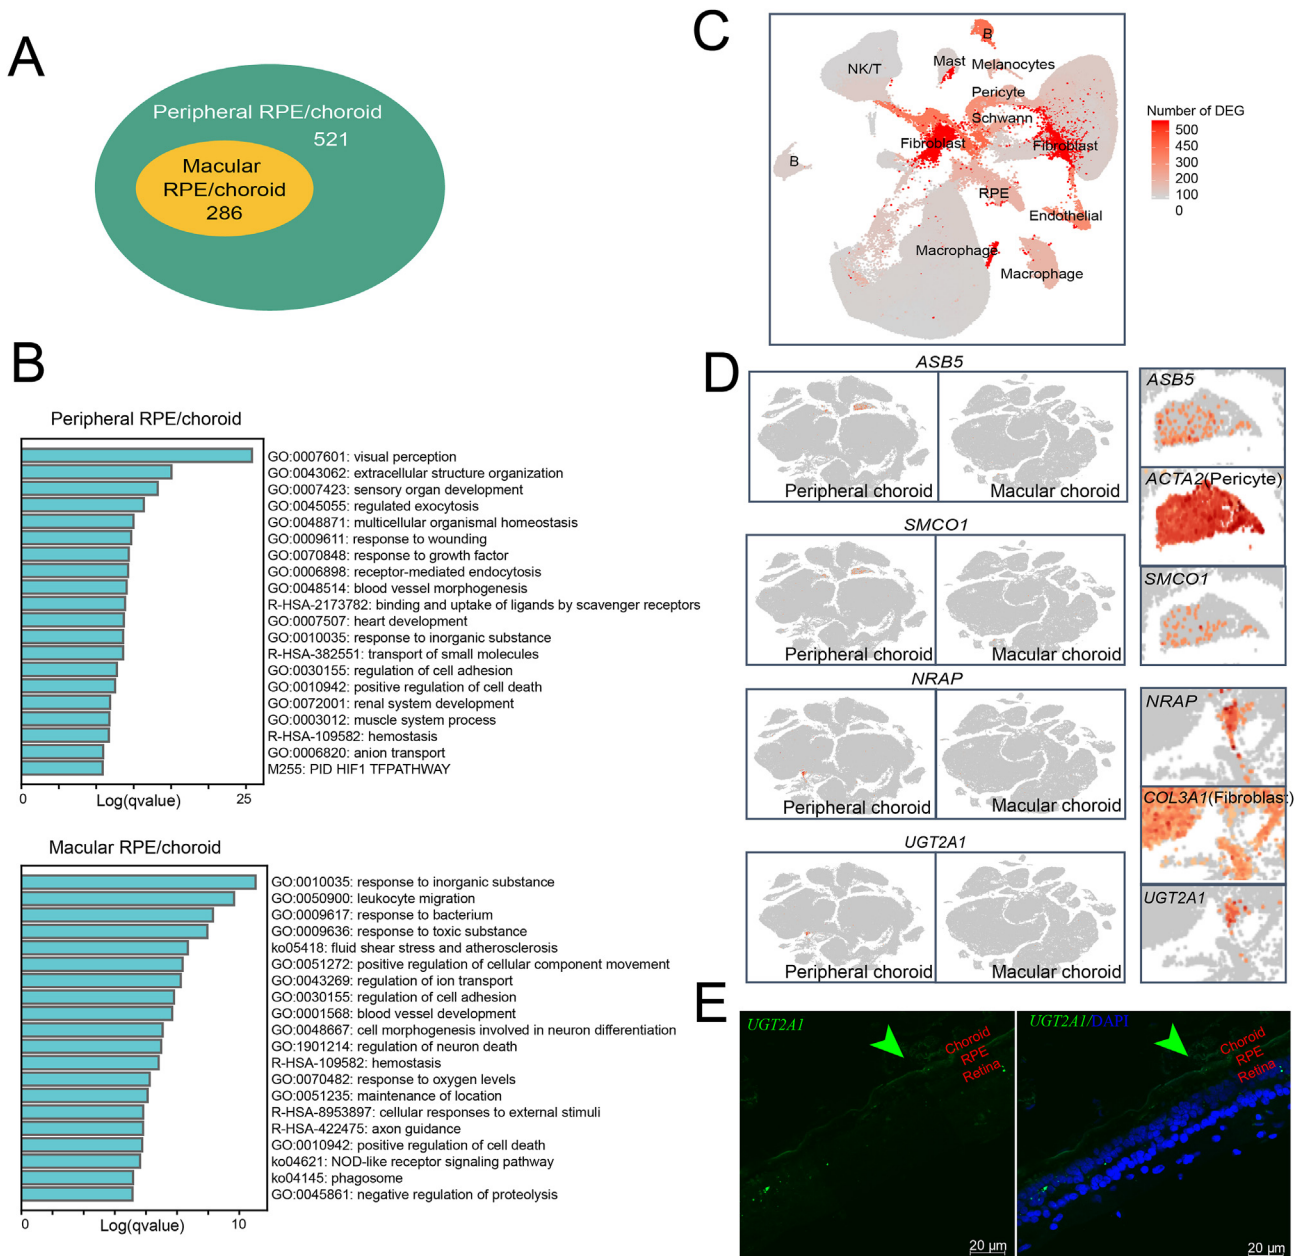 A
Peripheral RPE/choroid
521
Macular
RPE/choroid
286
B
Peripheral RPE/choroid
GO:0007601: visual perception
GO:0043062: extracellular structure organization
GO:0007423: sensory organ development
GO:0045055: regulated exocytosis
GO:0048871: multicellular organismal homeostasis
GO:0009611: response to wounding
GO:0070848: response to growth factor
GO:0006898: receptor-mediated endocytosis
GO:0048514: blood vessel morphogenesis
R-HSA-2173782: binding and uptake of ligands by scavenger receptors
GO:0007507: heart development
GO:0010035: response to inorganic substance
R-HSA-382551: transport of small molecules
GO:0030155: regulation of cell adhesion
GO:0010942: positive regulation of cell death
GO:0072001: renal system development
GO:0003012: muscle system process
R-HSA-109582: hemostasis
GO:0006820: anion transport
M255: PID HIF1 TFPATHWAY
0 Log(qvalue) 25
Macular RPE/choroid
GO:0010035: response to inorganic substance
GO:0050900: leukocyte migration
GO:0009617: response to bacterium
GO:0009636: response to toxic substance
ko05418: fluid shear stress and atherosclerosis
GO:0051272: positive regulation of cellular component movement
GO:0043269: regulation of ion transport
GO:0030155: regulation of cell adhesion
GO:0001568: blood vessel development
GO:0048667: cell morphogenesis involved in neuron differentiation
GO:1901214: regulation of neuron death
R-HSA-109582: hemostasis
GO:0070482: response to oxygen levels
GO:0051235: maintenance of location
R-HSA-8953897: cellular responses to external stimuli
R-HSA-422475: axon guidance
GO:0010942: positive regulation of cell death
ko04621: NOD-like receptor signaling pathway
ko04145: phagosome
GO:0045861: negative regulation of proteolysis
0 Log(qvalue) 10
C
B
NK/T
Mast
Melanocytes
Pericyte
Schwann
Fibroblast
Fibroblast
B
RPE
Endothelial
Macrophage
Macrophage
Number of DEG
500
450
300
200
100
0
D
ASB5
Peripheral choroid
Macular choroid
SMCO1
Peripheral choroid
Macular choroid
NRAP
Peripheral choroid
Macular choroid
UGT2A1
Peripheral choroid
Macular choroid
ASB5
ACTA2(Pericyte)
SMCO1
NRAP
COL3A1(Fibroblast)
UGT2A1
E
UGT2A1
Choroid
RPE
Retina
20 µm
UGT2A1/DAPI
Choroid
RPE
Retina
20 µm